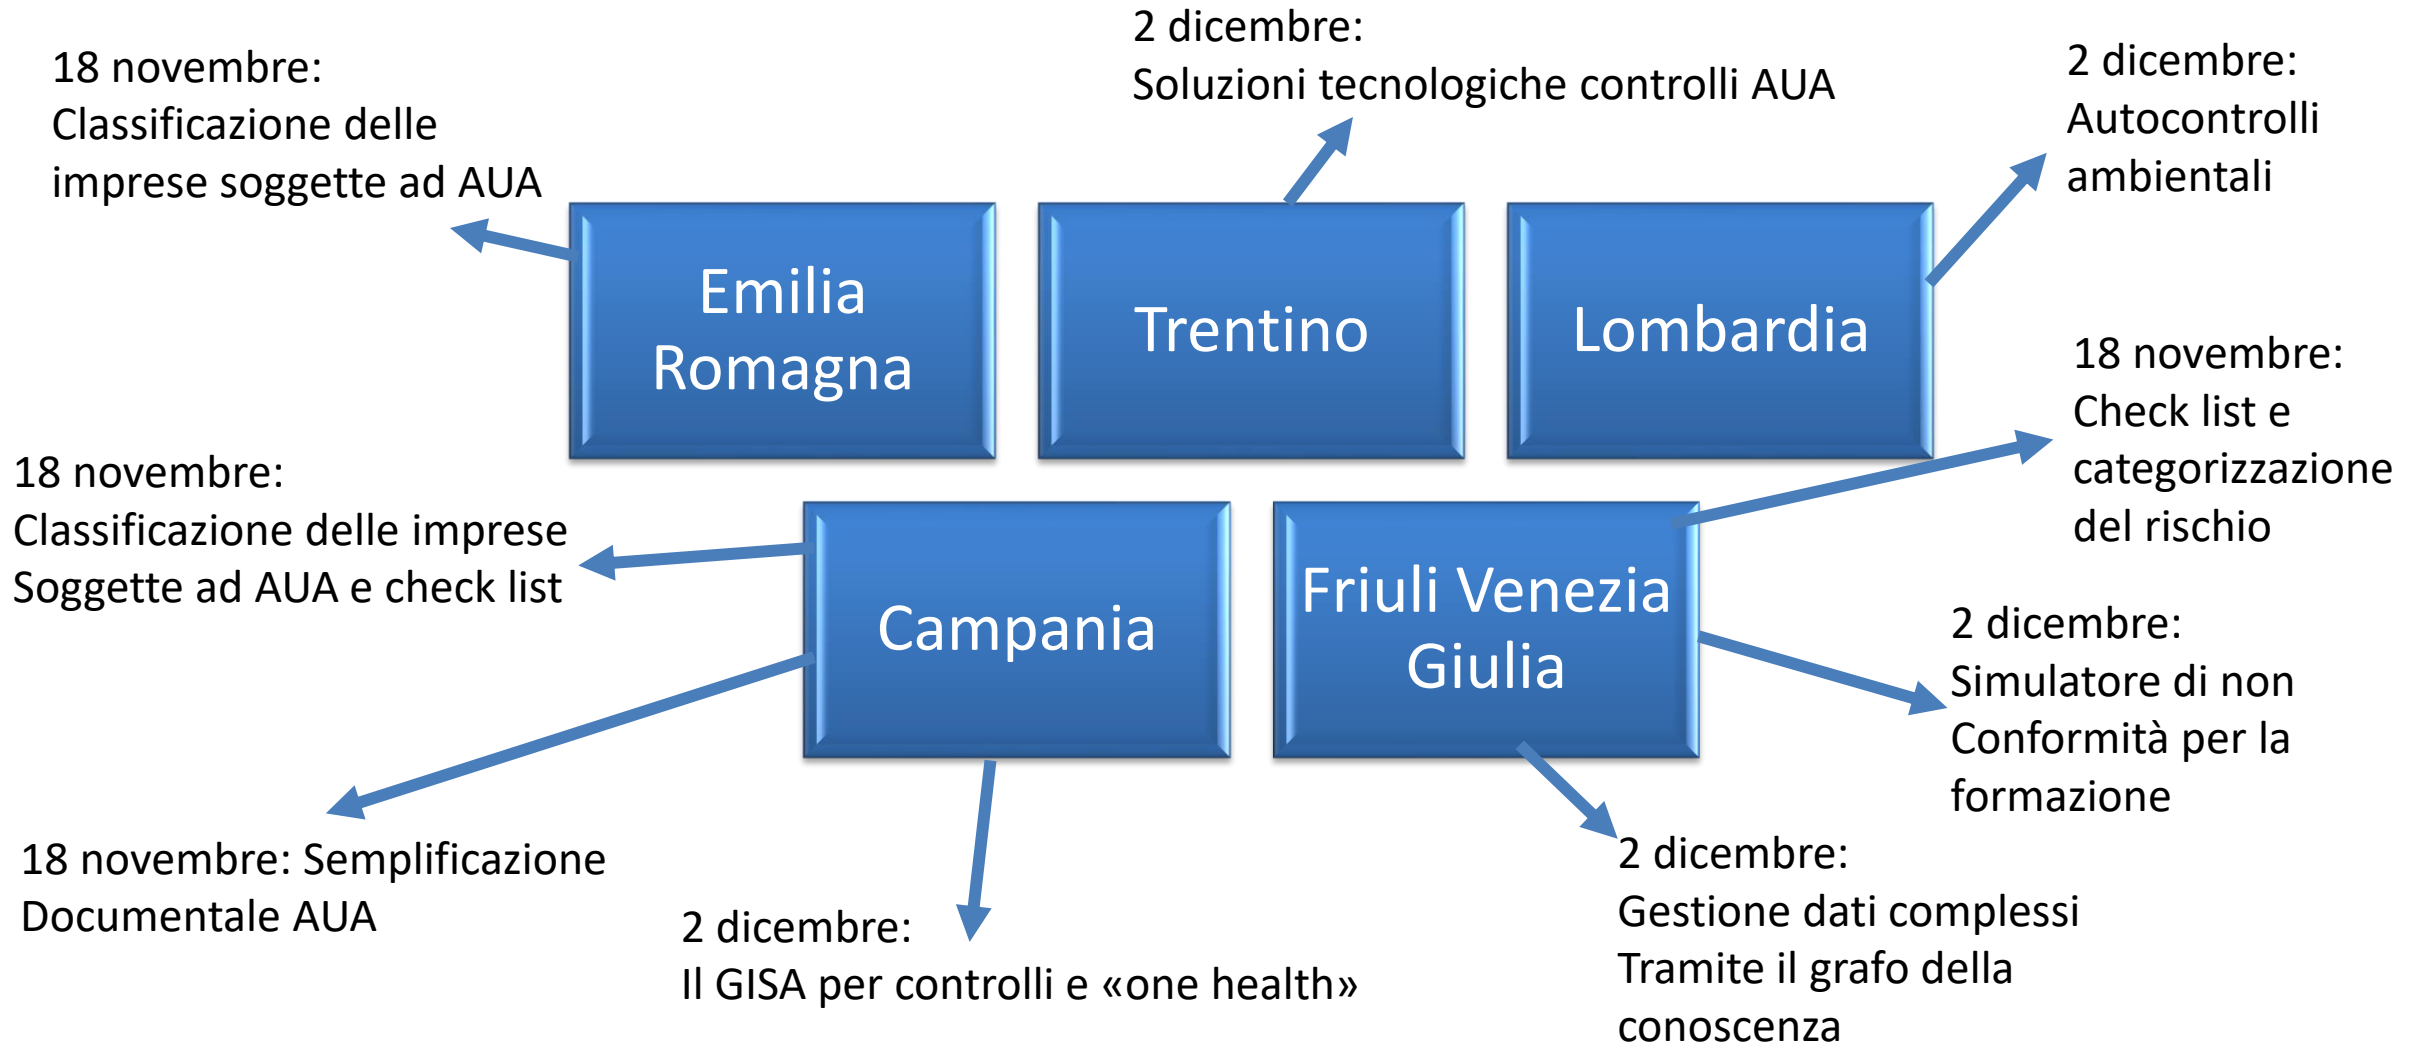 2 dicembre:
Soluzioni tecnologiche controlli AUA
18 novembre:
Classificazione delle
imprese soggette ad AUA
2 dicembre:
Autocontrolli
ambientali
Emilia
Romagna
Trentino
Lombardia
18 novembre:
Check list e
categorizzazione
del rischio
18 novembre:
Classificazione delle imprese
Soggette ad AUA e check list
Campania
Friuli Venezia
Giulia
2 dicembre:
Simulatore di non
Conformità per la
formazione
18 novembre: Semplificazione
Documentale AUA
2 dicembre:
Il GISA per controlli e «one health»
2 dicembre:
Gestione dati complessi
Tramite il grafo della
conoscenza